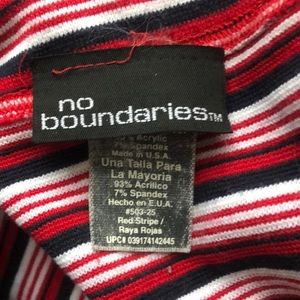 no
boundaries™
% Acrylic
7% Spandex
Made in U.S.A
Una Talla Para
La Mayoria
93% Acrilico
7% Spandex
Hecho en E.U.A.
#503-25
Red Stripe /
Raya Rojas
UPC# 039174142445